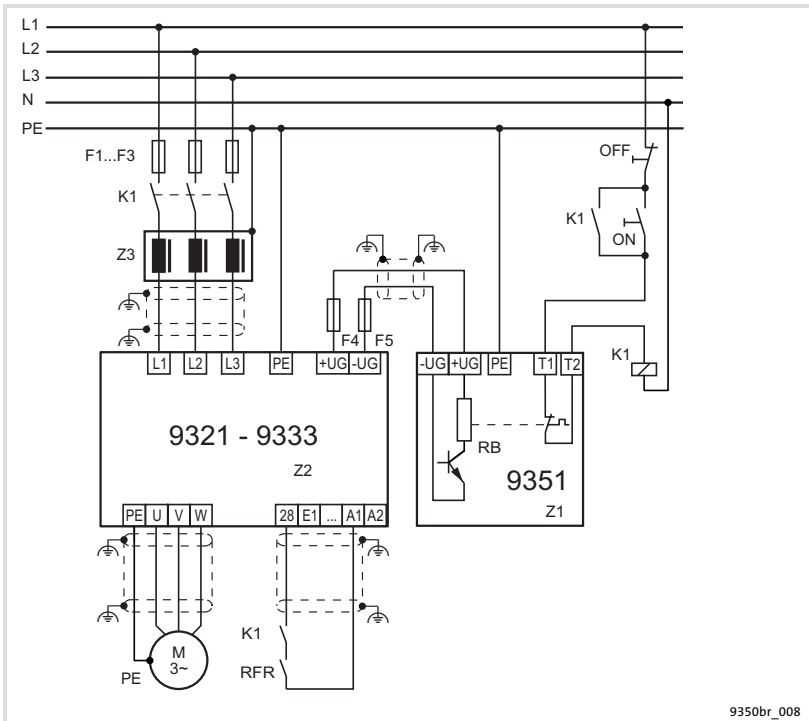 L1
L2
L3
N
PE
F1...F3
OFF
K1
K1
ON
Z3
F4 F5
K1
L1 L2 L3 PE +UG -UG
-UG +UG PE T1 T2
9321 - 9333
Z2
RB
9351
Z1
PE U V W
28 E1 ... A1 A2
K1
M
3~
RFR
PE
9350br_008